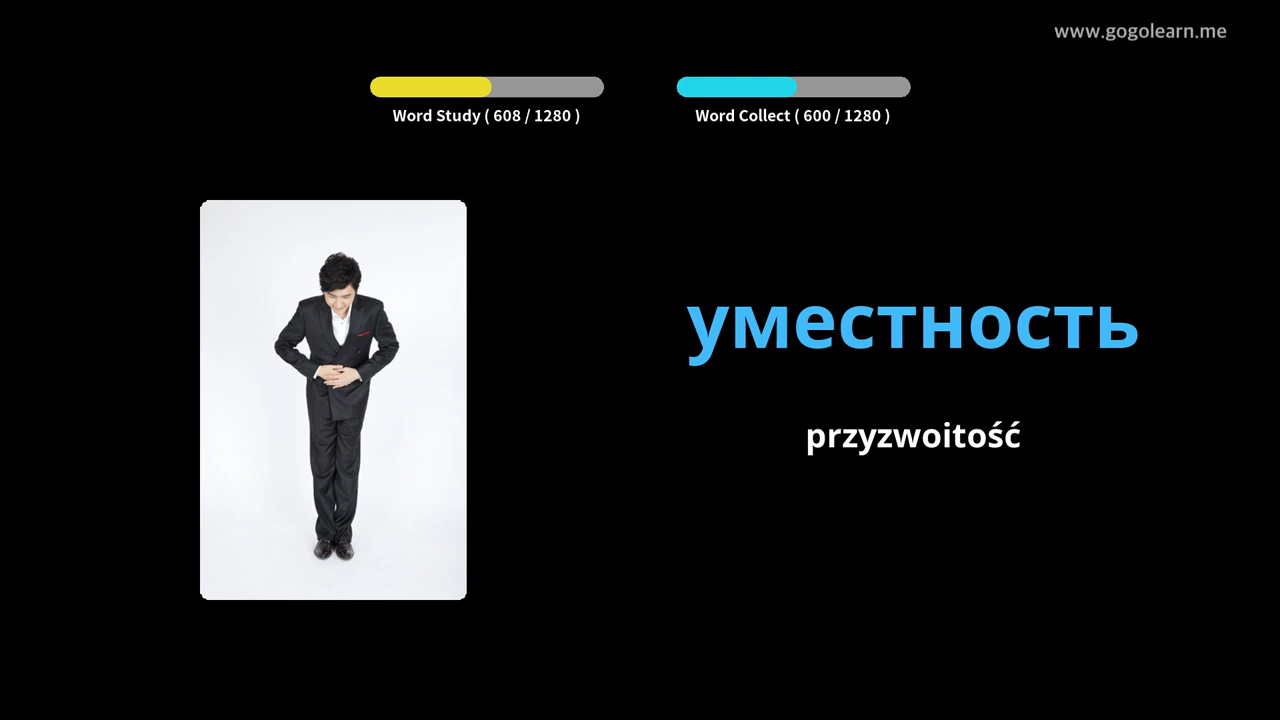 www.gogolearn.me
Word Study ( 608 / 1280 )
Word Collect ( 600 / 1280 )
уместность
przyzwoitość